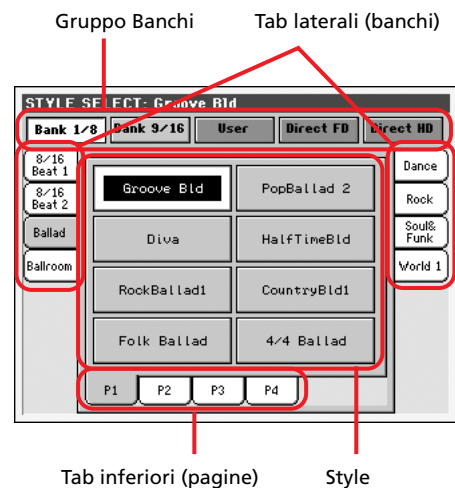 Gruppo Banchi
Tab laterali (banchi)
STYLE SELECT: Groove Bld
Bank 1/8
Bank 9/16
User
Direct FD
Direct HD
8/16
Beat 1
8/16
Beat 2
Ballad
Ballroom
Groove Bld
PopBallad 2
Diva
HalfTimeBld
RockBallad1
CountryBld1
Folk Ballad
4/4 Ballad
Dance
Rock
Soul&
Funk
World 1
P1
P2
P3
P4
Tab inferiori (pagine)
Style